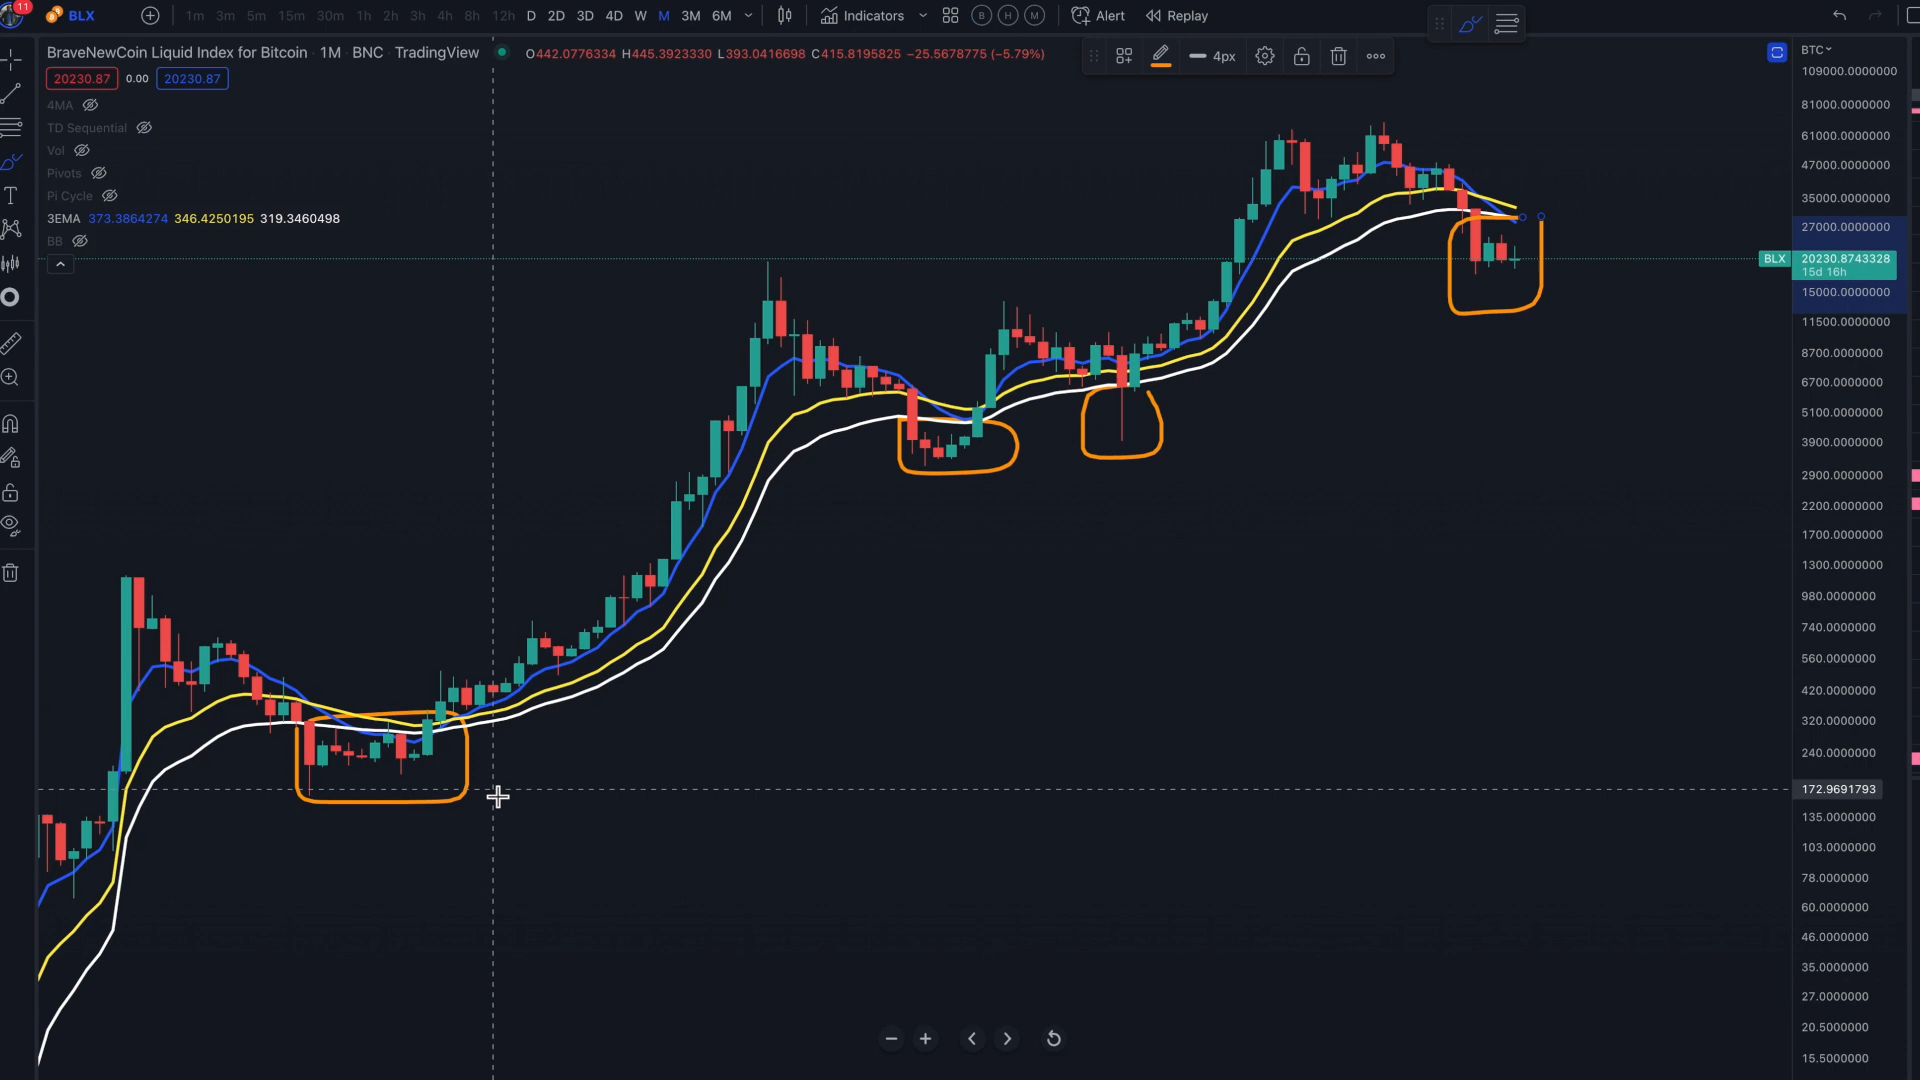 11
BLX
1m 3m 5m 15m 30m 1h 2h 3h 4h 8h 12h D 2D 3D 4D W M 3M 6M
Indicators
B H M
Alert
Replay
BraveNewCoin Liquid Index for Bitcoin · 1M · BNC · TradingView
O442.0776334 H445.3923330 L393.0416698 C415.8195825 −25.5678775 (−5.79%)
4px
BTC
20230.87 0.00 20230.87
4MA
TD Sequential
Vol
Pivots
Pi Cycle
3EMA 373.3864274 346.4250195 319.3460498
BB
109000.0000000
81000.0000000
61000.0000000
47000.0000000
35000.0000000
27000.0000000
BLX 20230.8743328
15d 16h
15000.0000000
11500.0000000
8700.0000000
6700.0000000
5100.0000000
3900.0000000
2900.0000000
2200.0000000
1700.0000000
1300.0000000
980.0000000
740.0000000
560.0000000
420.0000000
320.0000000
240.0000000
172.9691793
135.0000000
103.0000000
78.0000000
60.0000000
46.0000000
35.0000000
27.0000000
20.5000000
15.5000000